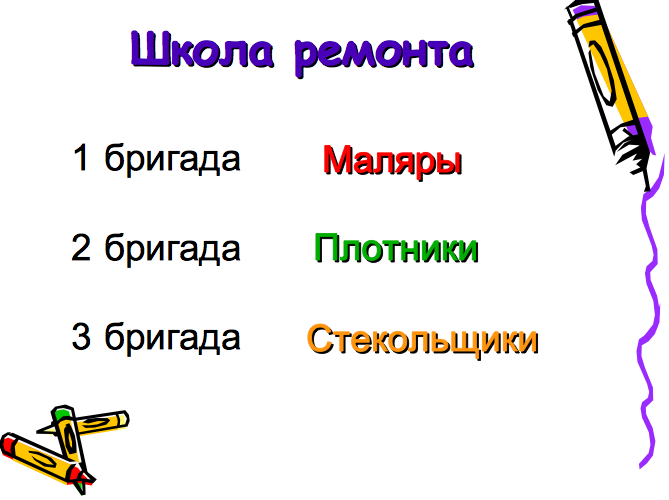 Школа ремонта
1 бригада Маляры
2 бригада Плотники
3 бригада Стекольщики